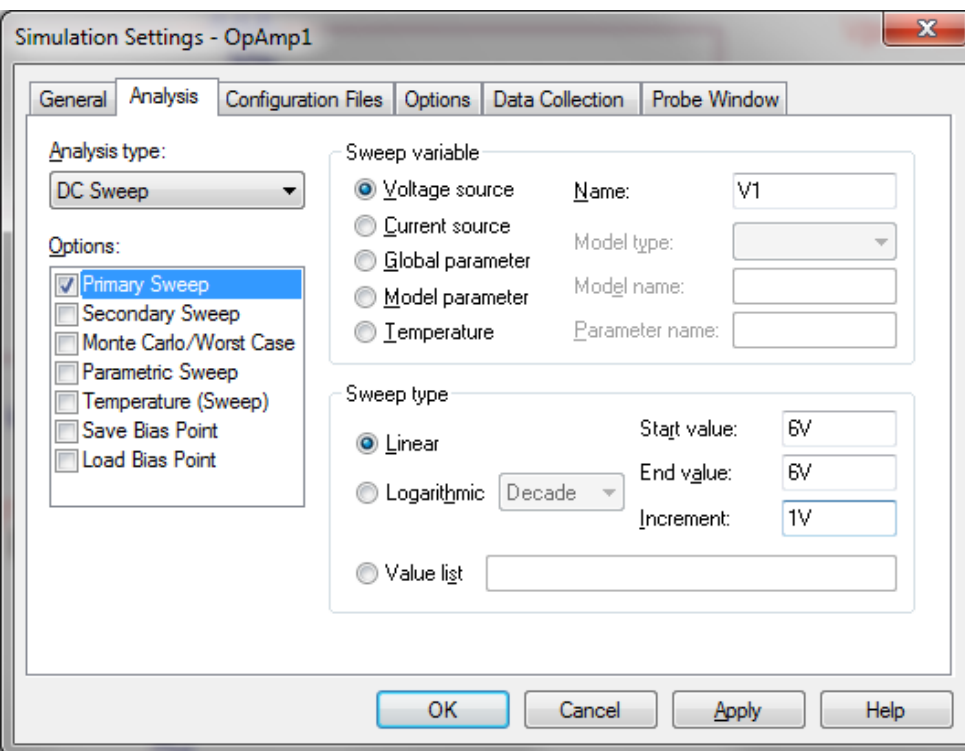 Simulation Settings - OpAmp1
General Analysis Configuration Files Options Data Collection Probe Window
Analysis type:
DC Sweep
Options:
Primary Sweep
Secondary Sweep
Monte Carlo/Worst Case
Parametric Sweep
Temperature (Sweep)
Save Bias Point
Load Bias Point
Sweep variable
Voltage source
Current source
Global parameter
Model parameter
Temperature
Name: V1
Model type:
Model name:
Parameter name:
Sweep type
Linear
Logarithmic Decade
Value list
Start value: 6V
End value: 6V
Increment: 1V
OK Cancel Apply Help